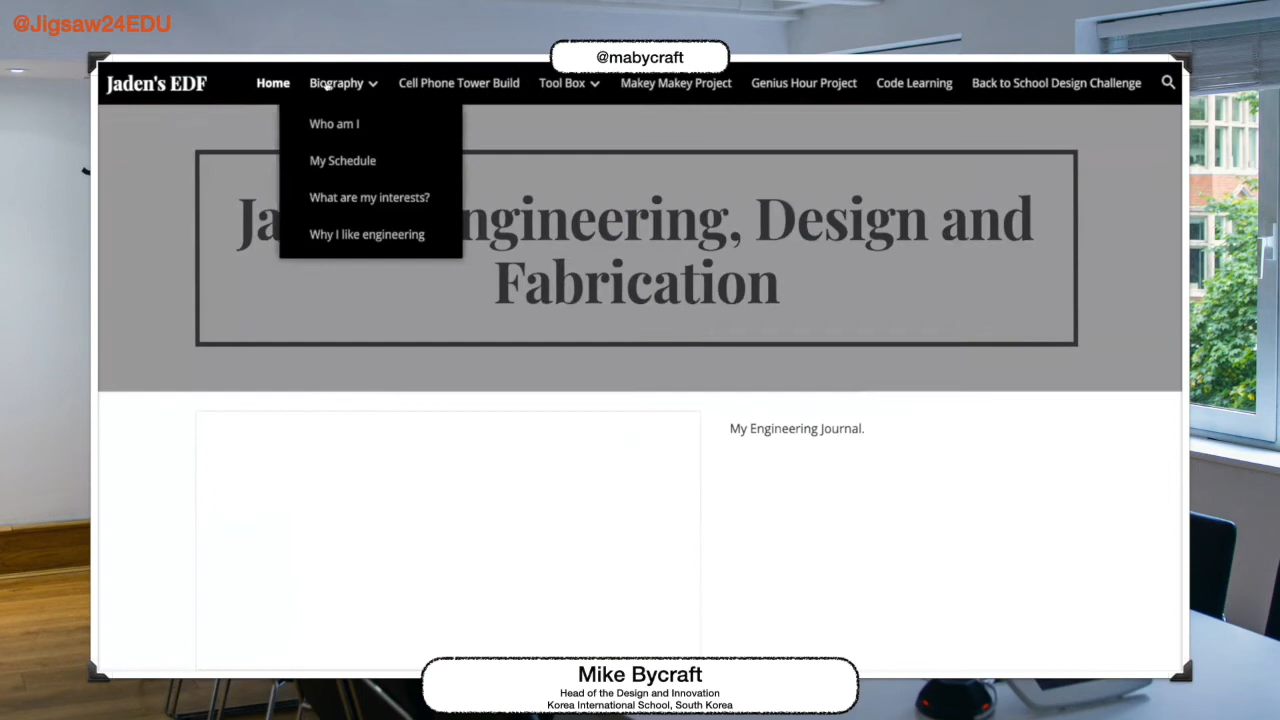 @Jigsaw24EDU
@mabycraft
Jaden's EDF Home Biography Cell Phone Tower Build Tool Box Makey Makey Project Genius Hour Project Code Learning Back to School Design Challenge
Who am I
My Schedule
What are my interests?
Why I like engineering
Ja ngineering, Design and
Fabrication
My Engineering Journal.
Mike Bycraft
Head of the Design and Innovation
Korea International School, South Korea